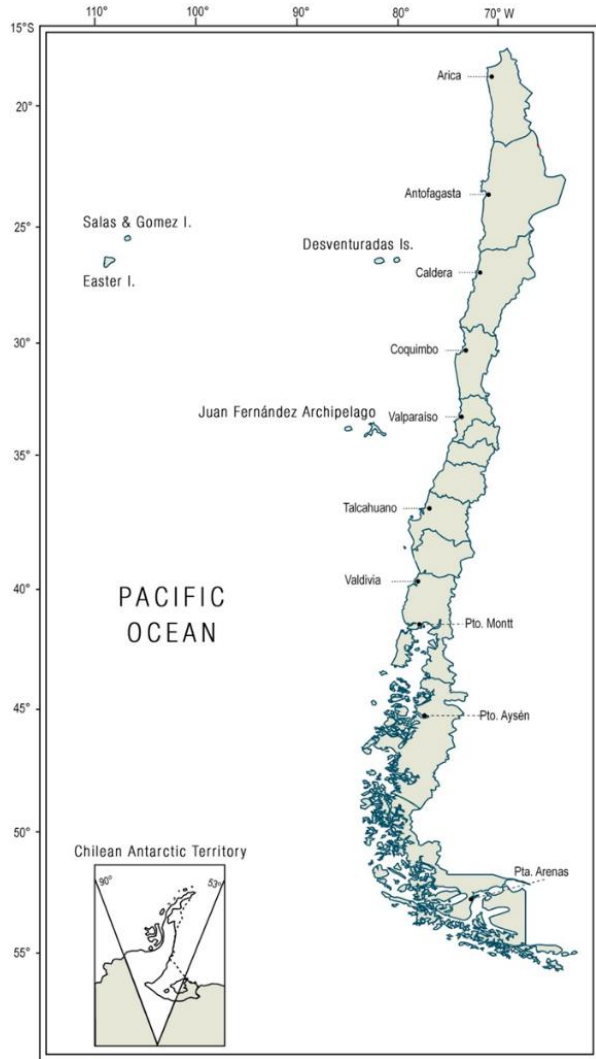 110°
100°
90°
80°
70° W
15°S
20°
25°
30°
35°
40°
45°
50°
55°
Arica
Antofagasta
Salas & Gomez I.
Easter I.
Desventuradas Is.
Caldera
Coquimbo
Juan Fernández Archipelago
Valparaíso
Talcahuano
Valdivia
PACIFIC
OCEAN
Pto. Montt
Pto. Aysén
Chilean Antarctic Territory
90°
53°
Pta. Arenas